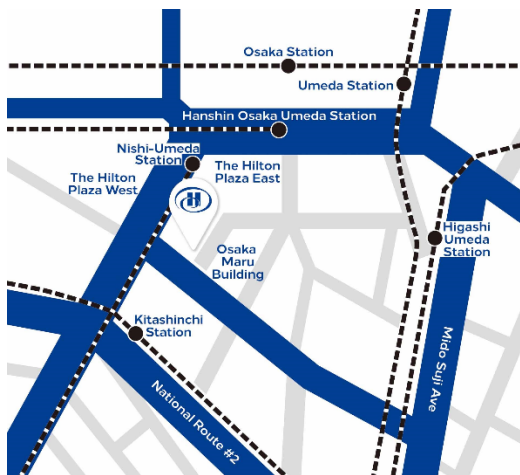 Osaka Station
Umeda Station
Hanshin Osaka Umeda Station
Nishi-Umeda
Station
The Hilton
Plaza West
The Hilton
Plaza East
H
Osaka
Maru
Building
Higashi
Umeda
Station
Kitashinchi
Station
Mido Suji Ave
National Route #2